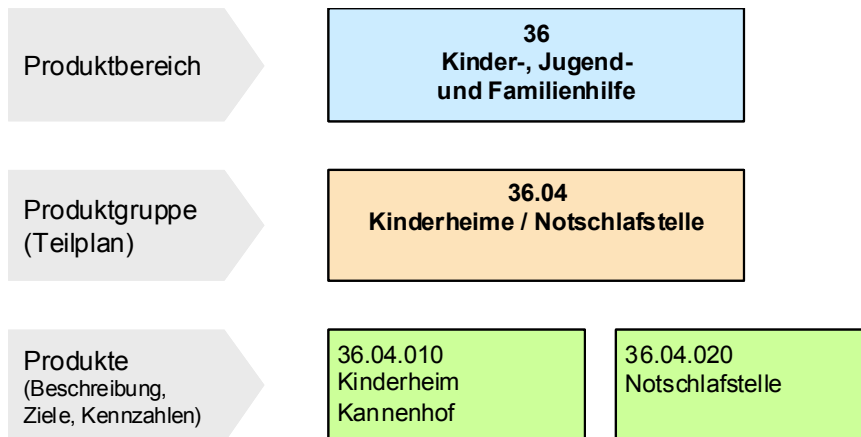 Produktbereich
36
Kinder-, Jugend-
und Familienhilfe
Produktgruppe
(Teilplan)
36.04
Kinderheime / Notschlafstelle
Produkte
(Beschreibung,
Ziele, Kennzahlen)
36.04.010
Kinderheim
Kannenhof
36.04.020
Notschlafstelle